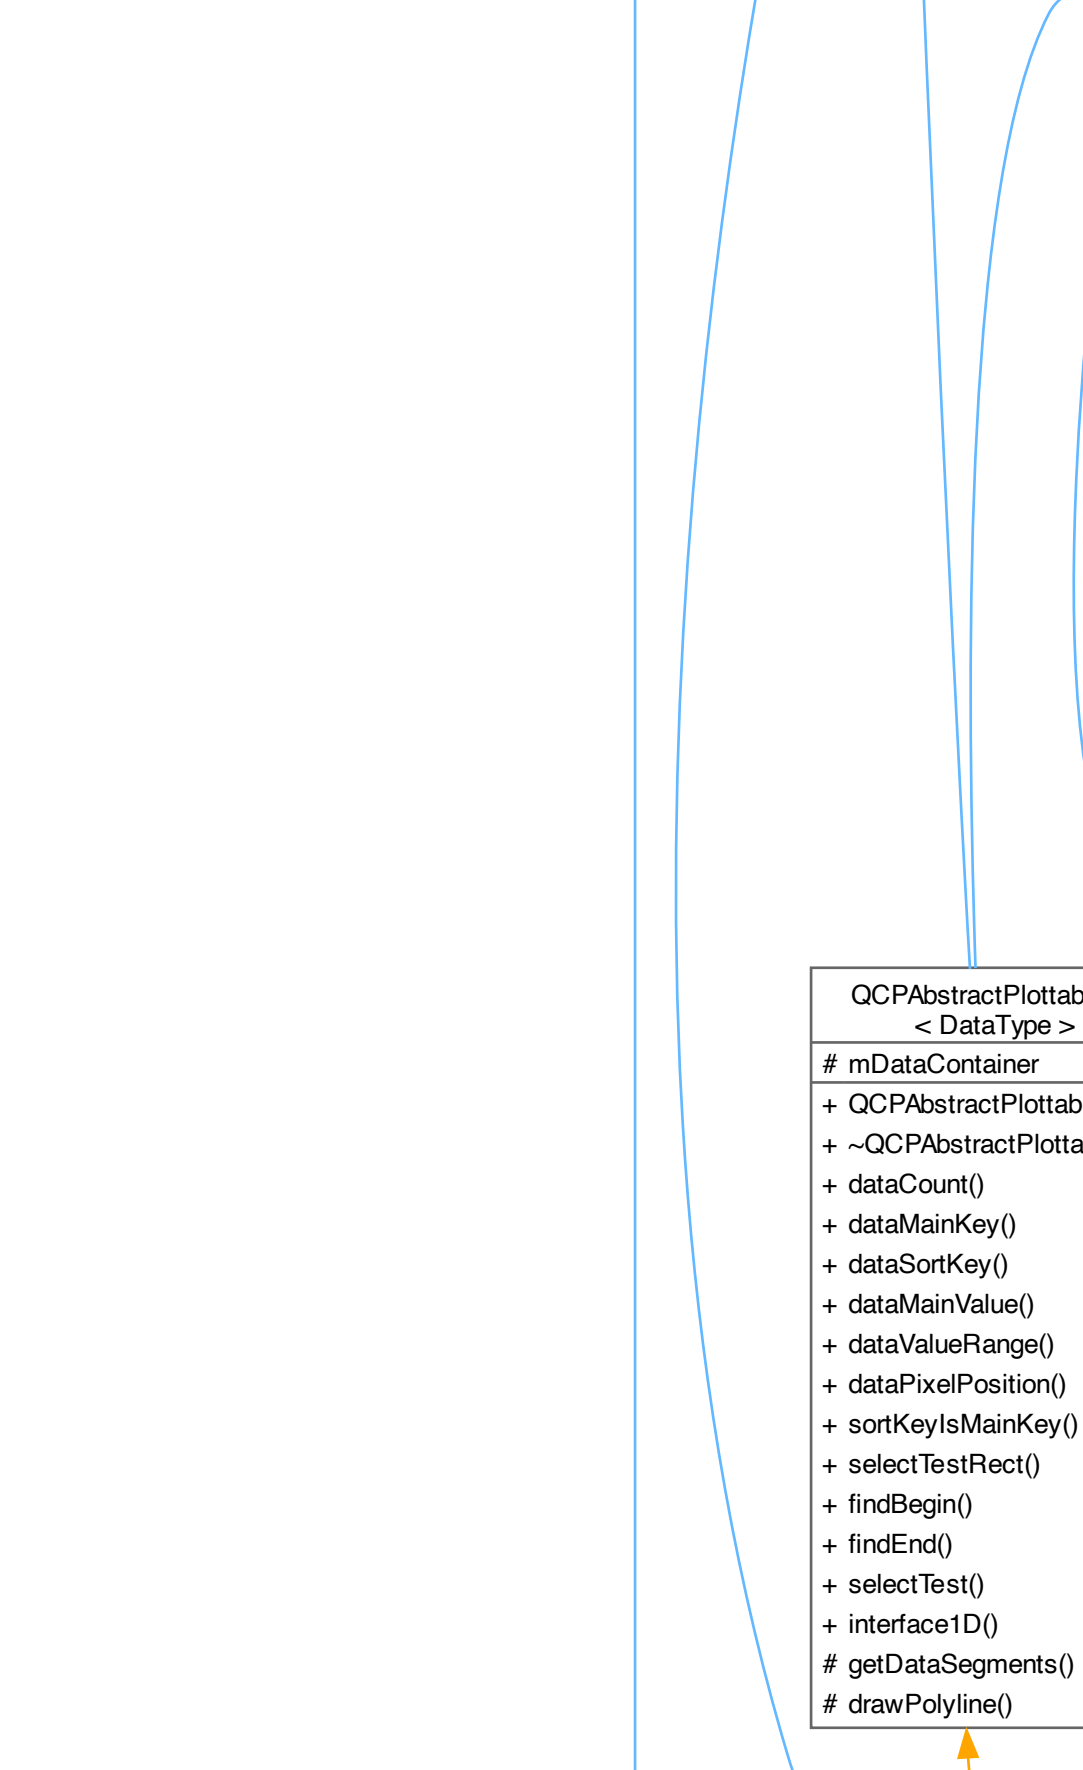 QCPAbstractPlottab
< DataType >
# mDataContainer
+ QCPAbstractPlottab
+ ~QCPAbstractPlotta
+ dataCount()
+ dataMainKey()
+ dataSortKey()
+ dataMainValue()
+ dataValueRange()
+ dataPixelPosition()
+ sortKeyIsMainKey()
+ selectTestRect()
+ findBegin()
+ findEnd()
+ selectTest()
+ interface1D()
# getDataSegments()
# drawPolyline()